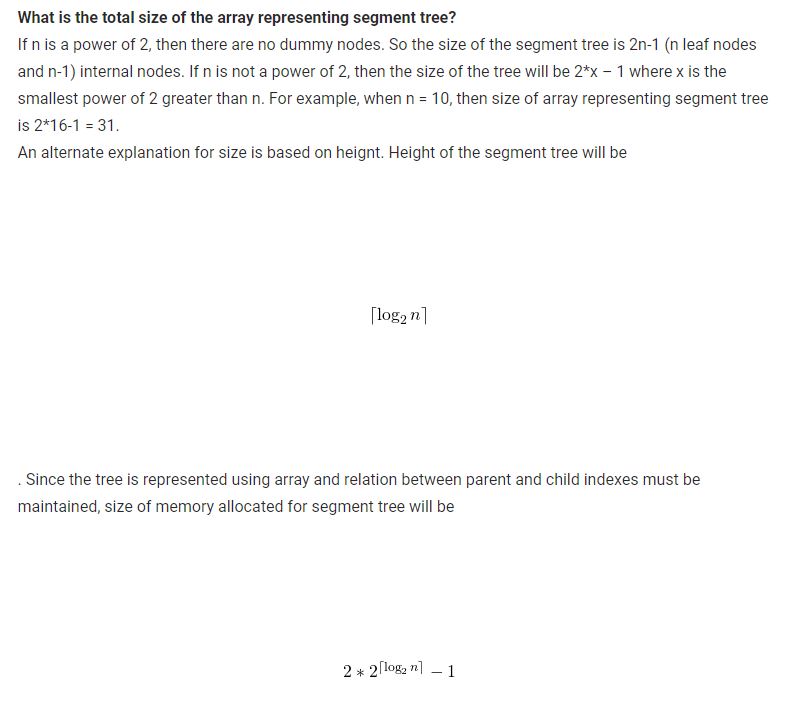 What is the total size of the array representing segment tree?
If n is a power of 2, then there are no dummy nodes. So the size of the segment tree is 2n-1 (n leaf nodes
and n-1) internal nodes. If n is not a power of 2, then the size of the tree will be 2*x – 1 where x is the
smallest power of 2 greater than n. For example, when n = 10, then size of array representing segment tree
is 2*16-1 = 31.
An alternate explanation for size is based on heignt. Height of the segment tree will be
⌈log₂ n⌉
. Since the tree is represented using array and relation between parent and child indexes must be
maintained, size of memory allocated for segment tree will be
2 * 2^⌈log₂ n⌉ – 1